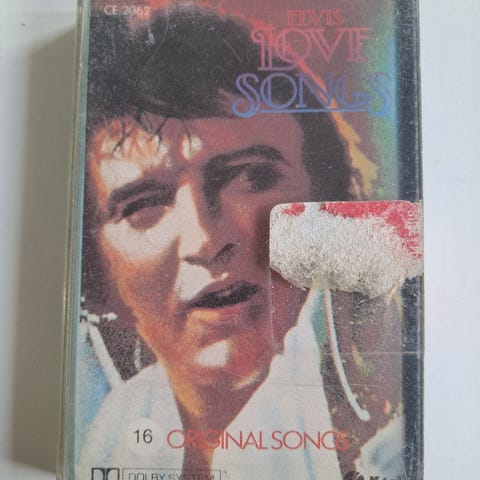 CE 2062
ELVIS
LOVE
SONGS
16 ORIGINAL SONGS
DOLBY SYSTEM